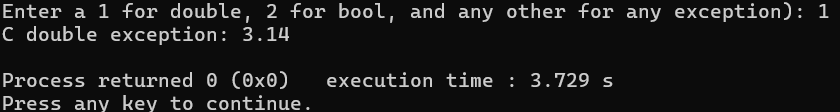 Enter a 1 for double, 2 for bool, and any other for any exception): 1
C double exception: 3.14
Process returned 0 (0x0)   execution time : 3.729 s
Press any key to continue.